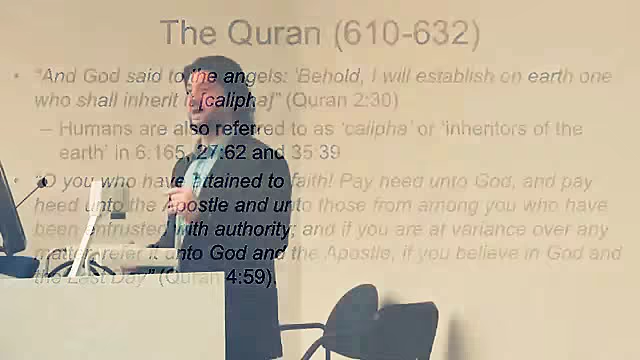 The Quran (610-632)
• "And God said to the angels: 'Behold, I will establish on earth one
who shall inherit it [calipha]" (Quran 2:30)
– Humans are also referred to as 'calipha' or 'inheritors of the
earth' in 6:165, 27:62 and 35:39
• "O you who have attained to faith! Pay heed unto God, and pay
heed unto the Apostle and unto those from among you who have
been entrusted with authority; and if you are at variance over any
matter, refer it unto God and the Apostle, if you believe in God and
the Last Day" (Quran 4:59).